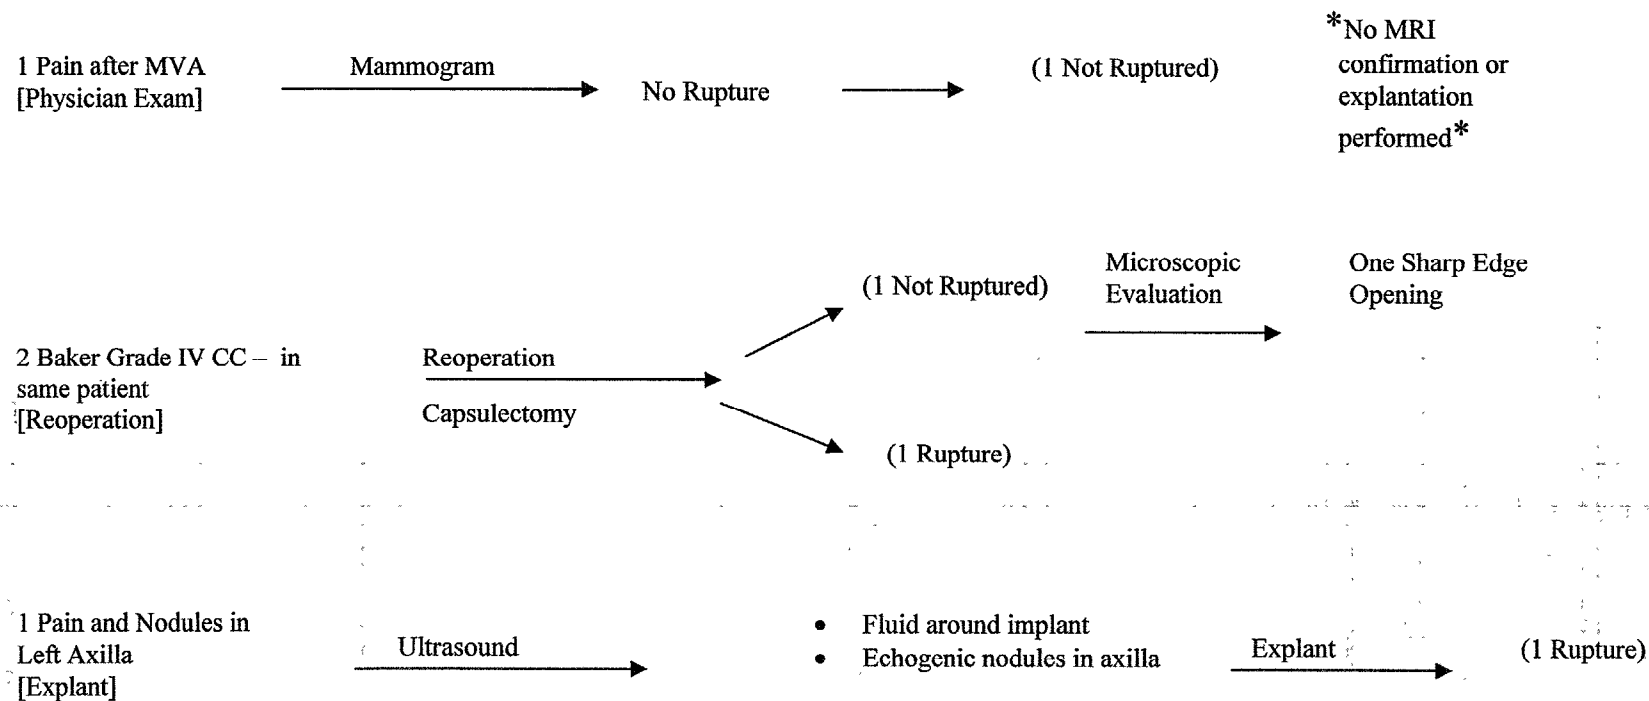 1 Pain after MVA
[Physician Exam]
Mammogram
No Rupture
(1 Not Ruptured)
*No MRI
confirmation or
explantation
performed*
2 Baker Grade IV CC – in
same patient
[Reoperation]
Reoperation
Capsulectomy
(1 Not Ruptured)
Microscopic
Evaluation
One Sharp Edge
Opening
(1 Rupture)
1 Pain and Nodules in
Left Axilla
[Explant]
Ultrasound
• Fluid around implant
• Echogenic nodules in axilla
Explant
(1 Rupture)